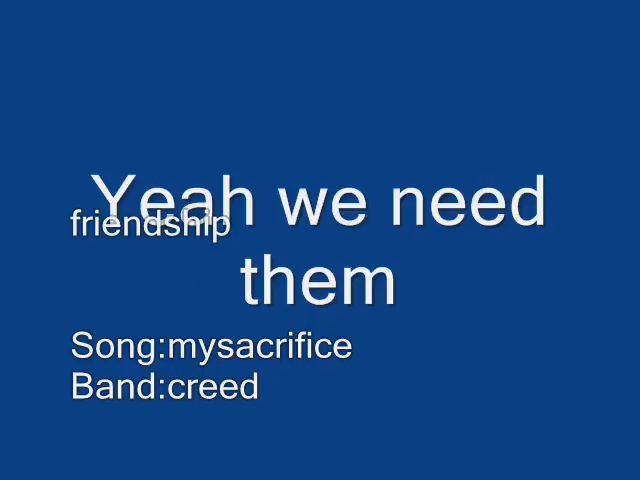 Yeah we need
friendship
them
Song:mysacrifice
Band:creed